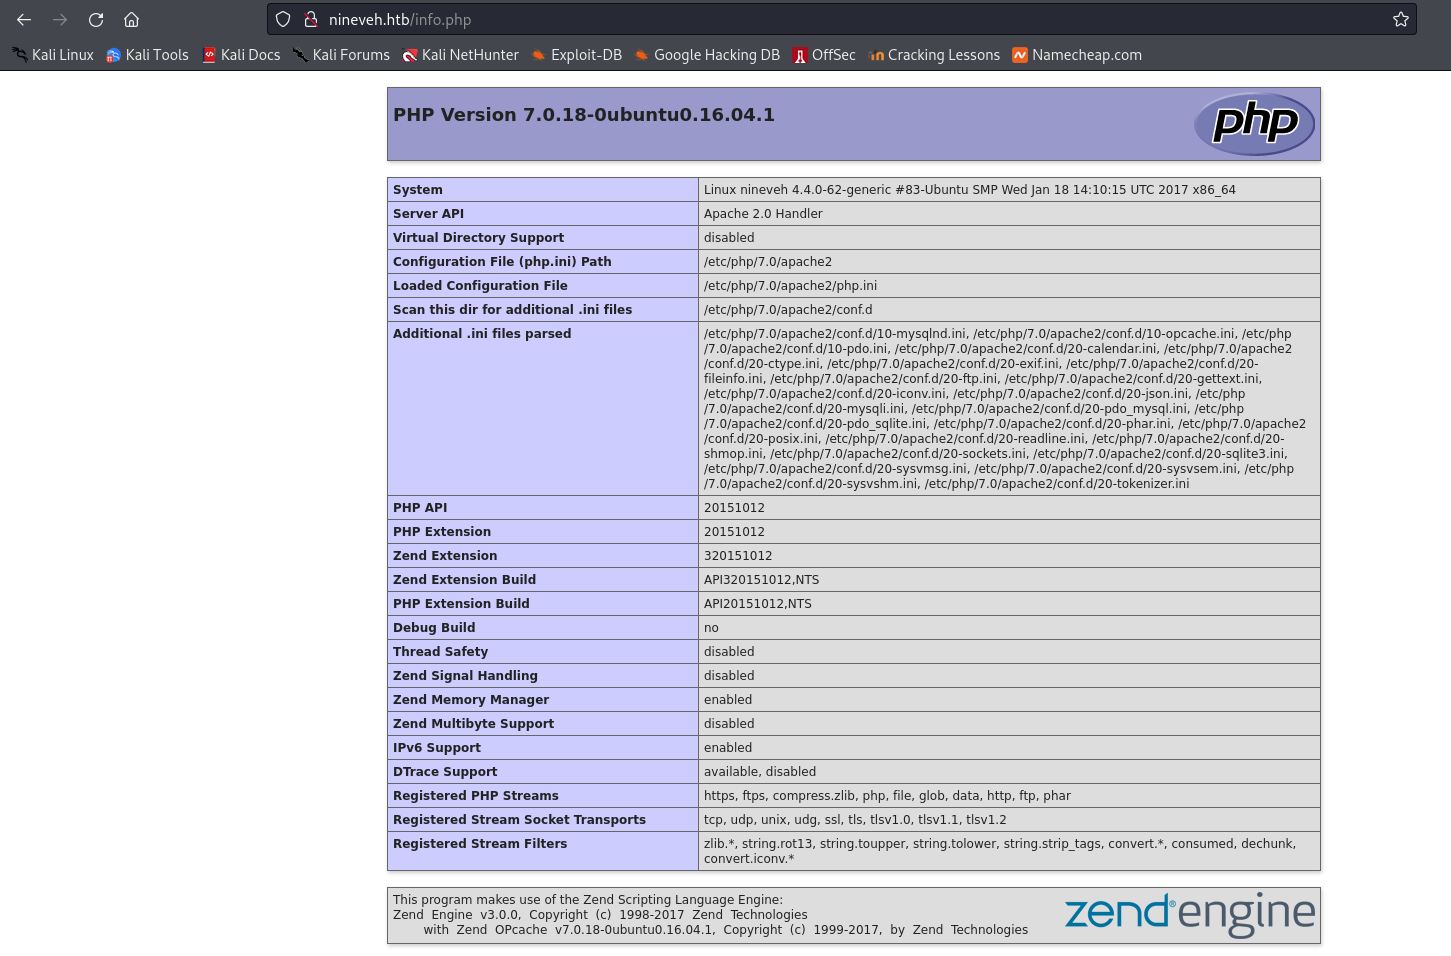 nineveh.htb/info.php
Kali Linux Kali Tools Kali Docs Kali Forums Kali NetHunter Exploit-DB Google Hacking DB OffSec Cracking Lessons Namecheap.com
PHP Version 7.0.18-0ubuntu0.16.04.1
php
System Linux nineveh 4.4.0-62-generic #83-Ubuntu SMP Wed Jan 18 14:10:15 UTC 2017 x86_64
Server API Apache 2.0 Handler
Virtual Directory Support disabled
Configuration File (php.ini) Path /etc/php/7.0/apache2
Loaded Configuration File /etc/php/7.0/apache2/php.ini
Scan this dir for additional .ini files /etc/php/7.0/apache2/conf.d
Additional .ini files parsed /etc/php/7.0/apache2/conf.d/10-mysqlnd.ini, /etc/php/7.0/apache2/conf.d/10-opcache.ini, /etc/php
/7.0/apache2/conf.d/10-pdo.ini, /etc/php/7.0/apache2/conf.d/20-calendar.ini, /etc/php/7.0/apache2
/conf.d/20-ctype.ini, /etc/php/7.0/apache2/conf.d/20-exif.ini, /etc/php/7.0/apache2/conf.d/20-
fileinfo.ini, /etc/php/7.0/apache2/conf.d/20-ftp.ini, /etc/php/7.0/apache2/conf.d/20-gettext.ini,
/etc/php/7.0/apache2/conf.d/20-iconv.ini, /etc/php/7.0/apache2/conf.d/20-json.ini, /etc/php
/7.0/apache2/conf.d/20-mysqli.ini, /etc/php/7.0/apache2/conf.d/20-pdo_mysql.ini, /etc/php
/7.0/apache2/conf.d/20-pdo_sqlite.ini, /etc/php/7.0/apache2/conf.d/20-phar.ini, /etc/php/7.0/apache2
/conf.d/20-posix.ini, /etc/php/7.0/apache2/conf.d/20-readline.ini, /etc/php/7.0/apache2/conf.d/20-
shmop.ini, /etc/php/7.0/apache2/conf.d/20-sockets.ini, /etc/php/7.0/apache2/conf.d/20-sqlite3.ini,
/etc/php/7.0/apache2/conf.d/20-sysvmsg.ini, /etc/php/7.0/apache2/conf.d/20-sysvsem.ini, /etc/php
/7.0/apache2/conf.d/20-sysvshm.ini, /etc/php/7.0/apache2/conf.d/20-tokenizer.ini
PHP API 20151012
PHP Extension 20151012
Zend Extension 320151012
Zend Extension Build API320151012,NTS
PHP Extension Build API20151012,NTS
Debug Build no
Thread Safety disabled
Zend Signal Handling disabled
Zend Memory Manager enabled
Zend Multibyte Support disabled
IPv6 Support enabled
DTrace Support available, disabled
Registered PHP Streams https, ftps, compress.zlib, php, file, glob, data, http, ftp, phar
Registered Stream Socket Transports tcp, udp, unix, udg, ssl, tls, tlsv1.0, tlsv1.1, tlsv1.2
Registered Stream Filters zlib.*, string.rot13, string.toupper, string.tolower, string.strip_tags, convert.*, consumed, dechunk,
convert.iconv.*
This program makes use of the Zend Scripting Language Engine:
Zend Engine v3.0.0, Copyright (c) 1998-2017 Zend Technologies
with Zend OPcache v7.0.18-0ubuntu0.16.04.1, Copyright (c) 1999-2017, by Zend Technologies
zend® engine